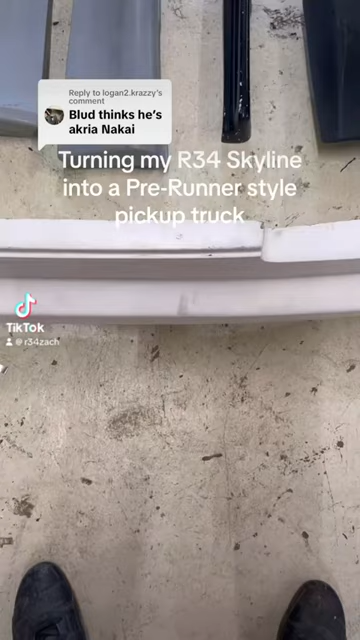 Reply to logan2.krazzy's
comment
Blud thinks he's
akria Nakai
Turning my R34 Skyline
into a Pre-Runner style
pickup truck
TikTok
@ r34zach